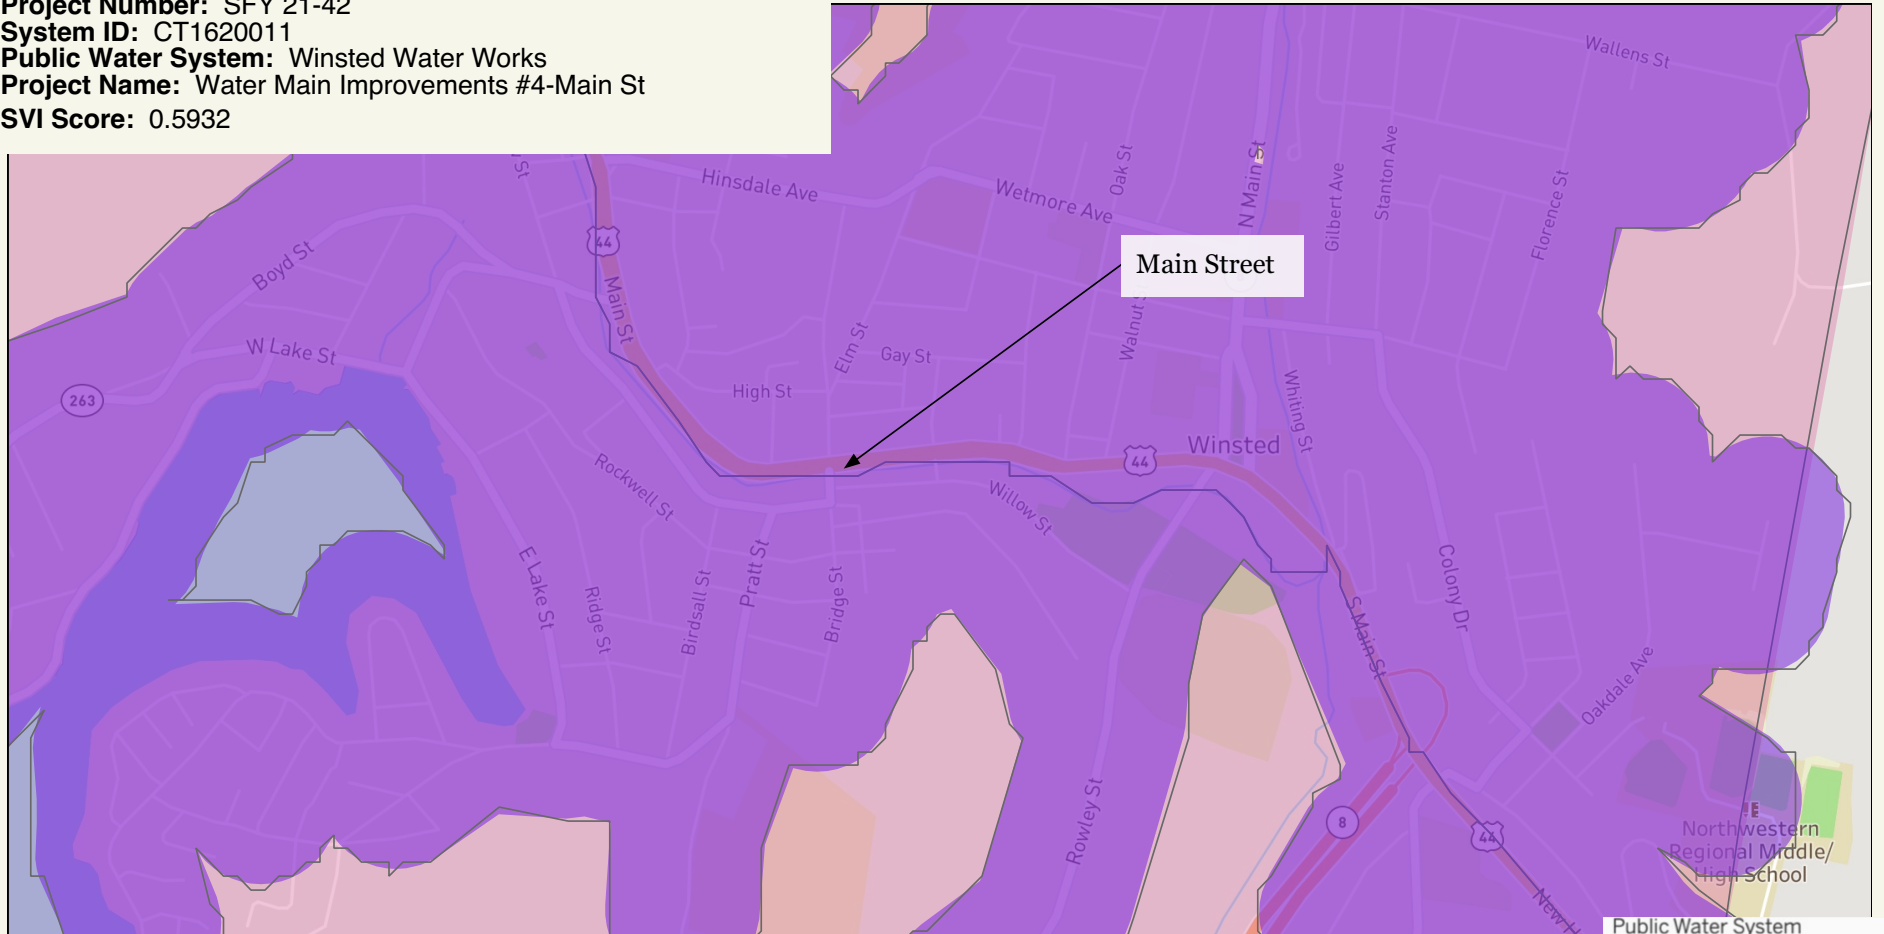 Project Number: SFY 21-42
System ID: CT1620011
Public Water System: Winsted Water Works
Project Name: Water Main Improvements #4-Main St
SVI Score: 0.5932
Wallens St
St
Hinsdale Ave
Wetmore Ave
Oak St
N Main St
Gilbert Ave
Stanton Ave
Florence St
44
Boyd St
Main Street
Main St
Walnut S
W Lake St
Elm St
Gay St
High St
263
Whiting St
Winsted
44
Rockwell St
Willow St
E Lake St
Ridge St
Birdsall St
Pratt St
Bridge St
Colony Dr
S Main St
Oakdale Ave
Rowley St
8
44
Northwestern
Regional Middle/
High School
New H
Public Water System